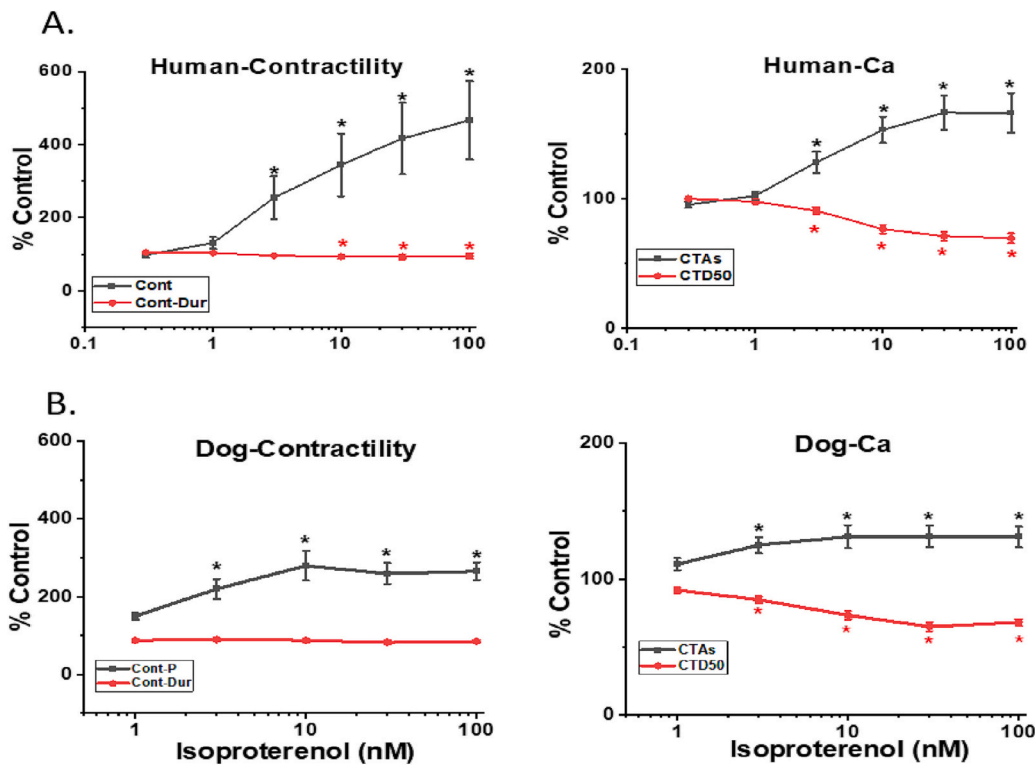 A.
Human-Contractility
600
400
200
0
% Control
* * * * *
* * *
Cont
Cont-Dur
0.1 1 10 100
Human-Ca
200
100
0
% Control
* * * * *
* * * *
CTAs
CTD50
0.1 1 10 100
B.
Dog-Contractility
600
400
200
0
% Control
* * * *
Cont-P
Cont-Dur
1 10 100
Isoproterenol (nM)
Dog-Ca
200
100
0
% Control
* * * *
* * * *
CTAs
CTD50
1 10 100
Isoproterenol (nM)